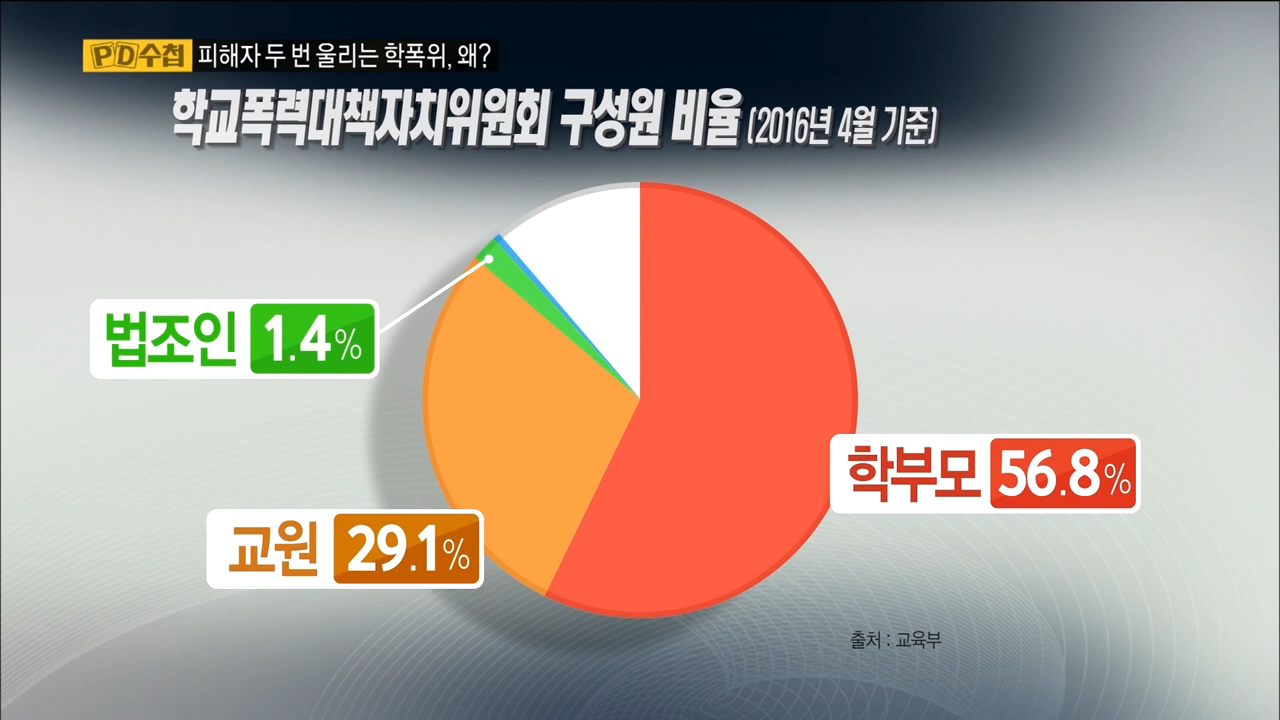 PD수첩 피해자 두 번 울리는 학폭위, 왜?
학교폭력대책자치위원회 구성원 비율 (2016년 4월 기준)
법조인 1.4%
학부모 56.8%
교원 29.1%
출처 : 교육부